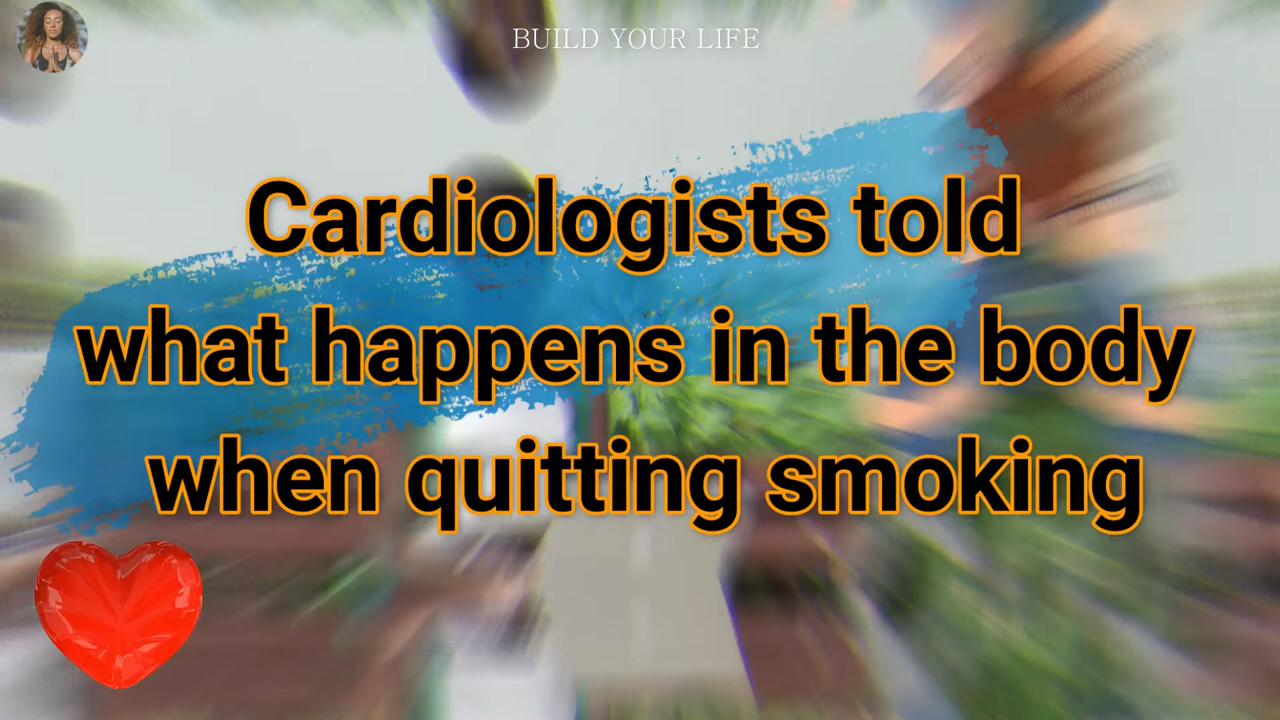 BUILD YOUR LIFE
Cardiologists told
what happens in the body
when quitting smoking